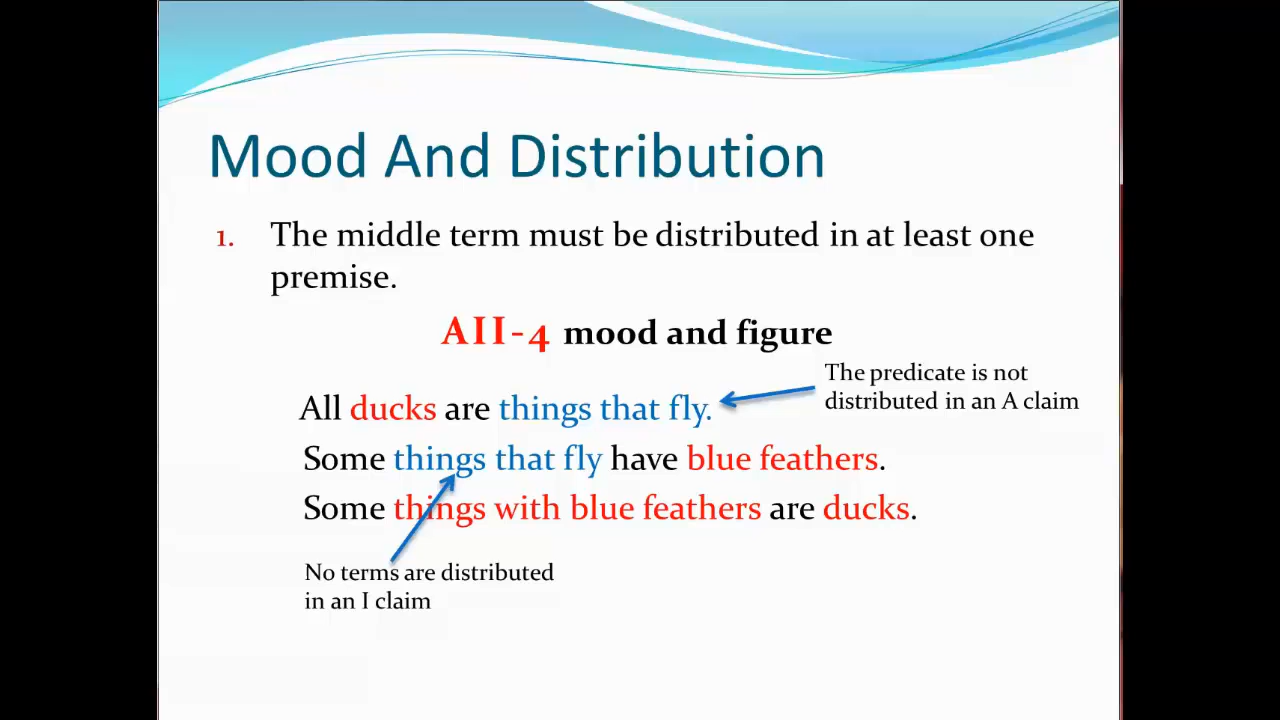 Mood And Distribution
1. The middle term must be distributed in at least one
premise.
AII-4 mood and figure
The predicate is not
distributed in an A claim
All ducks are things that fly.
Some things that fly have blue feathers.
Some things with blue feathers are ducks.
No terms are distributed
in an I claim